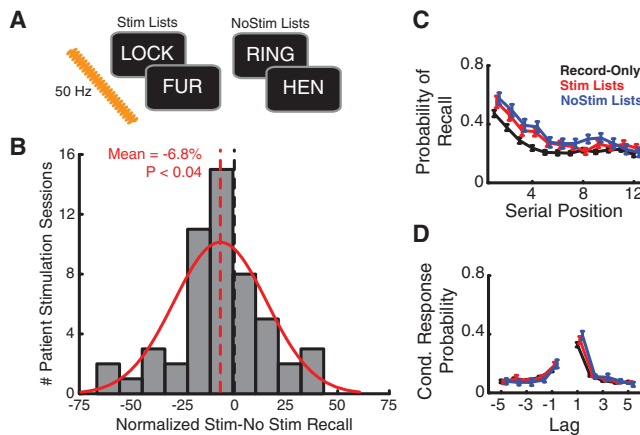 A
Stim Lists
NoStim Lists
LOCK
FUR
RING
HEN
50 Hz
B
Mean = -6.8%
P < 0.04
# Patient Stimulation Sessions
16
12
8
4
0
-75
-50
-25
0
25
50
75
Normalized Stim-No Stim Recall
C
Record-Only
Stim Lists
NoStim Lists
Probability of
Recall
0.8
0.4
0
4
8
12
Serial Position
D
Cond. Response
Probability
0.8
0.4
0
-5
-3
-1
1
3
5
Lag